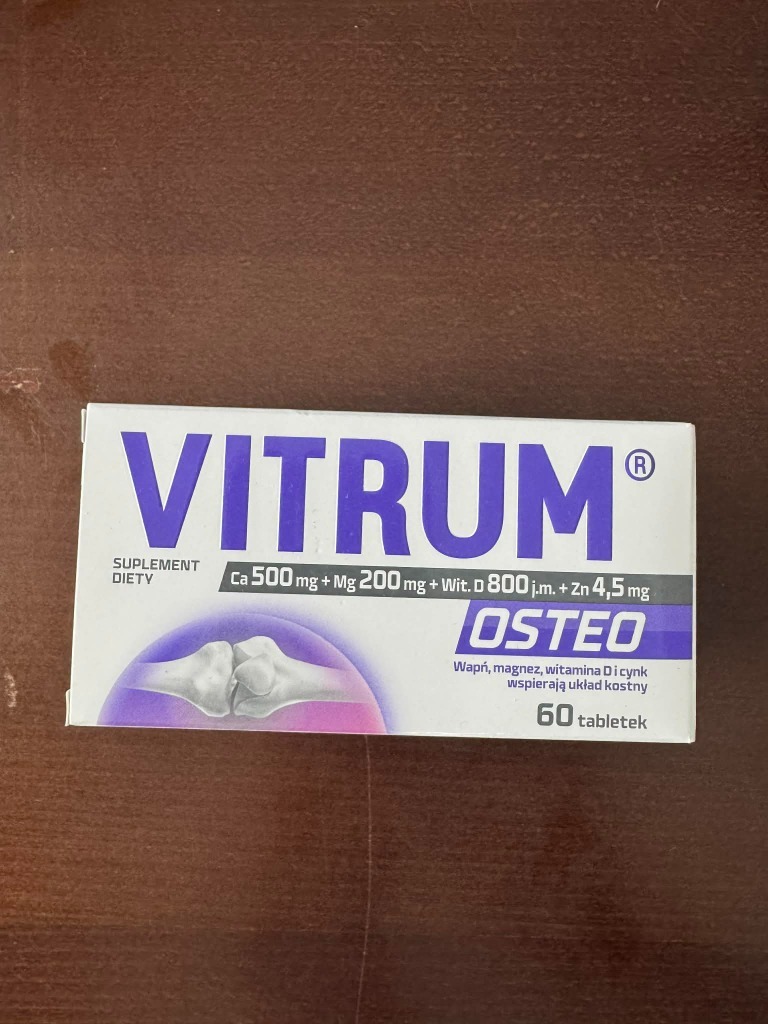 VITRUM®
SUPLEMENT
DIETY
Ca 500 mg + Mg 200 mg + Wit. D 800 j.m. + Zn 4,5 mg
OSTEO
Wapń, magnez, witamina D i cynk
wspierają układ kostny
60 tabletek